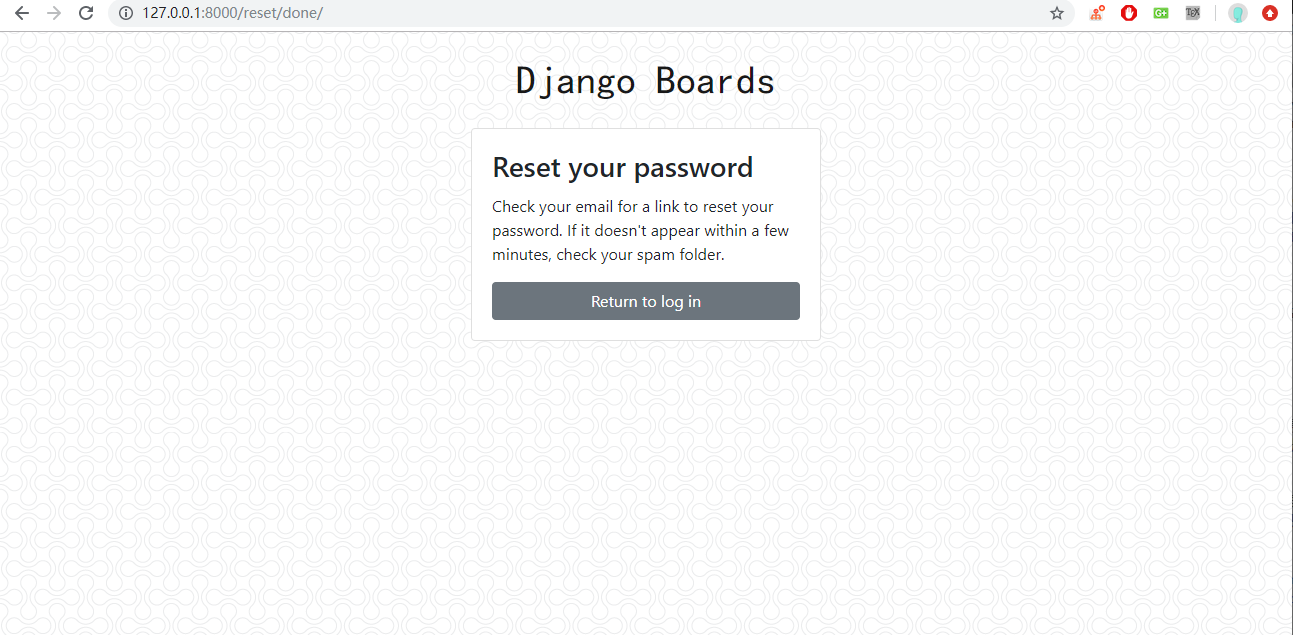 127.0.0.1:8000/reset/done/
G+
TEX
Django Boards
Reset your password
Check your email for a link to reset your
password. If it doesn't appear within a few
minutes, check your spam folder.
Return to log in